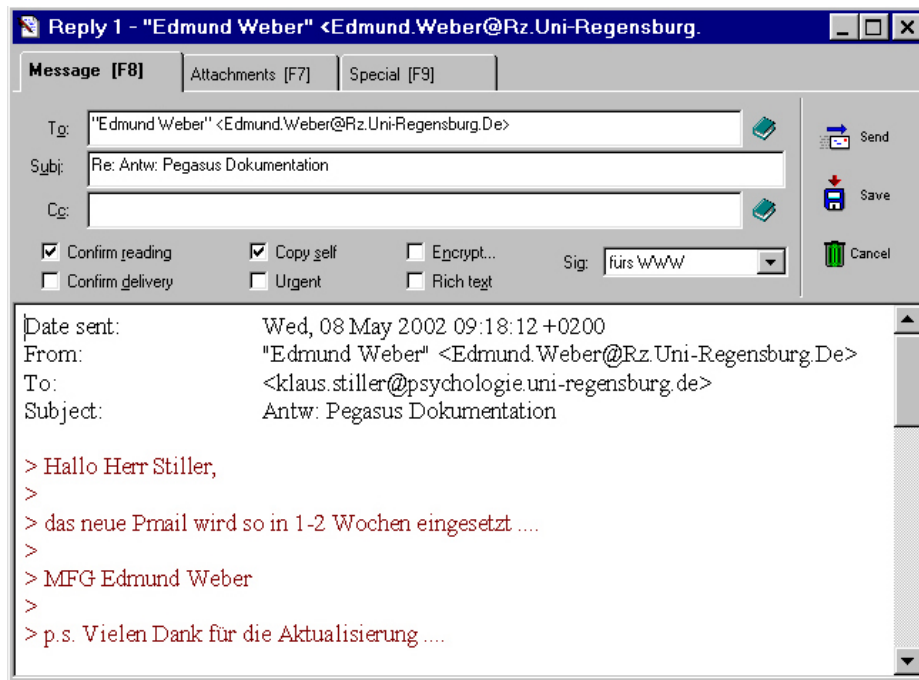 Reply 1 - "Edmund Weber" <Edmund.Weber@Rz.Uni-Regensburg.
Message [F8] Attachments [F7] Special [F9]
To: "Edmund Weber" <Edmund.Weber@Rz.Uni-Regensburg.De> Send
Subj: Re: Antw: Pegasus Dokumentation
Cc: Save
Confirm reading Copy self Encrypt... Sig: fürs WWW Cancel
Confirm delivery Urgent Rich text
Date sent: Wed, 08 May 2002 09:18:12 +0200
From: "Edmund Weber" <Edmund.Weber@Rz.Uni-Regensburg.De>
To: <klaus.stiller@psychologie.uni-regensburg.de>
Subject: Antw: Pegasus Dokumentation
> Hallo Herr Stiller,
>
> das neue Pmail wird so in 1-2 Wochen eingesetzt ....
>
> MFG Edmund Weber
>
> p.s. Vielen Dank für die Aktualisierung ....